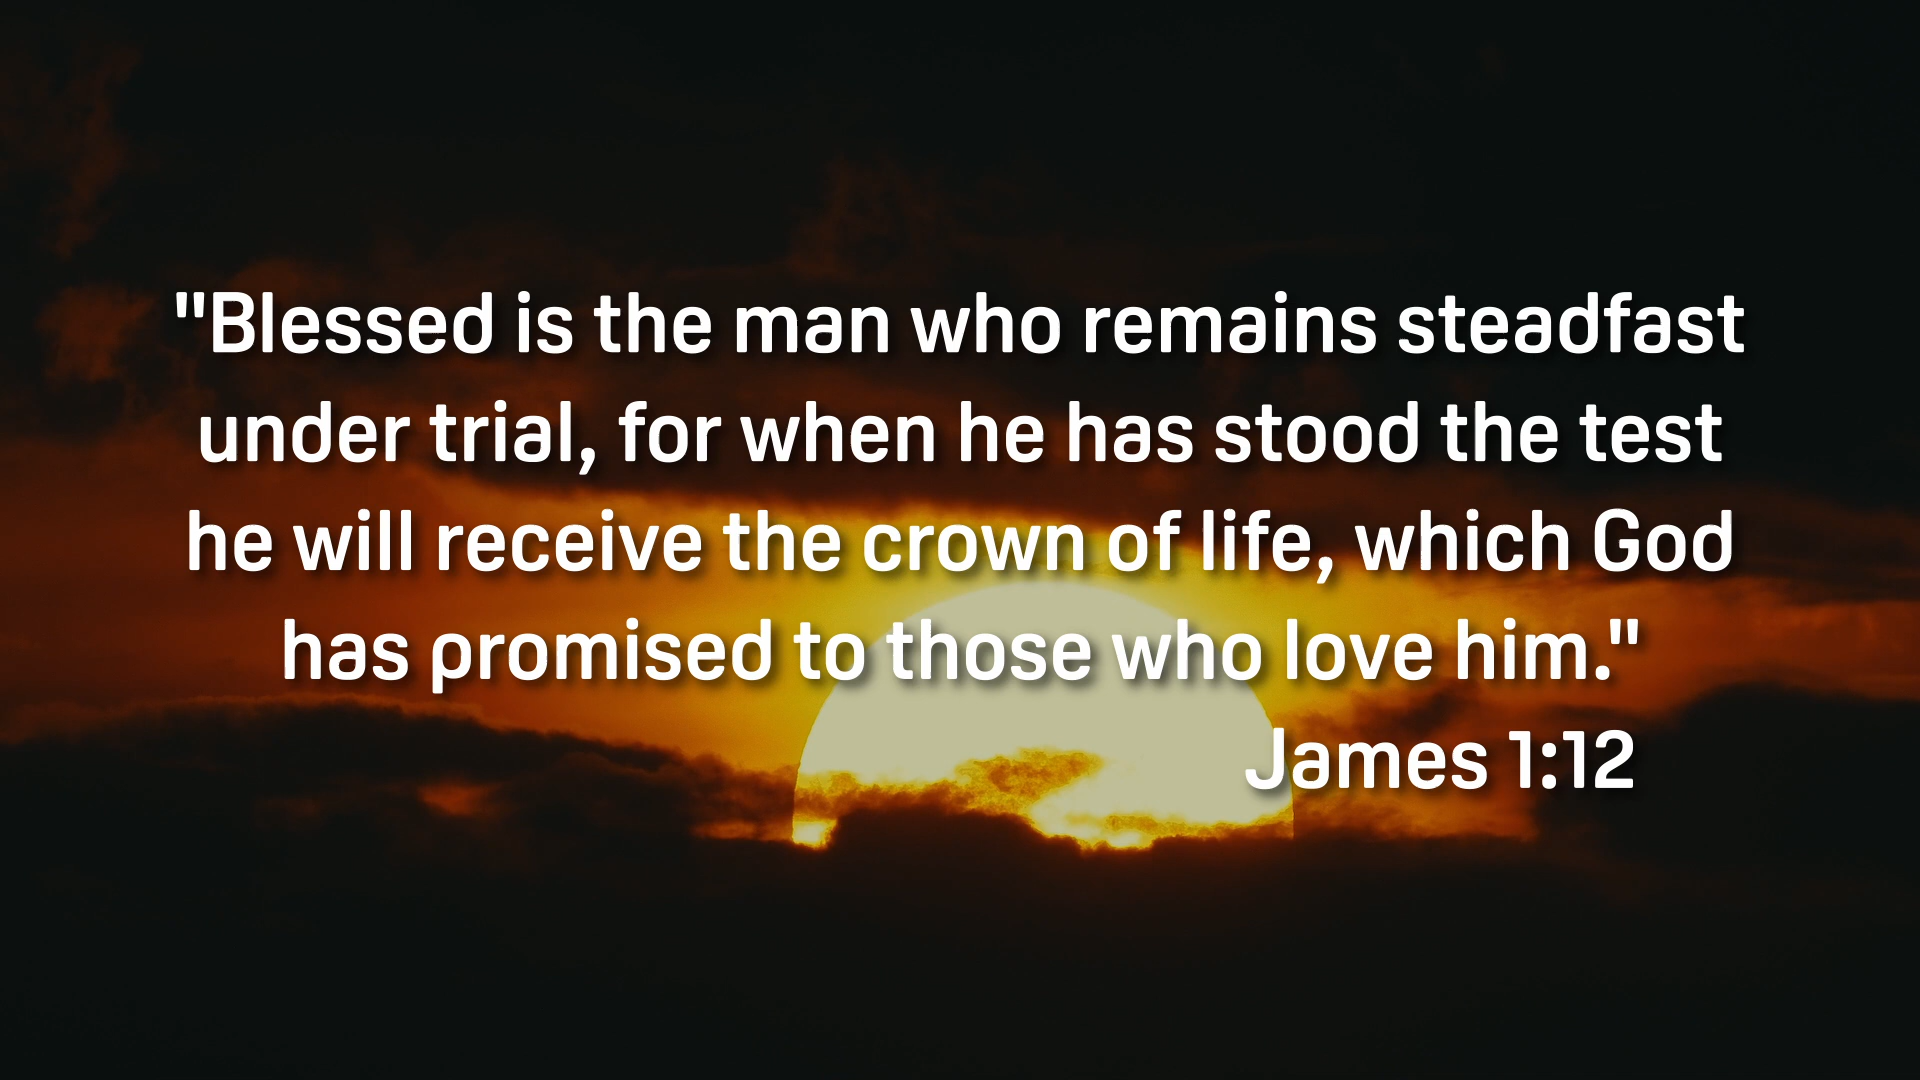 "Blessed is the man who remains steadfast
under trial, for when he has stood the test
he will receive the crown of life, which God
has promised to those who love him."
James 1:12